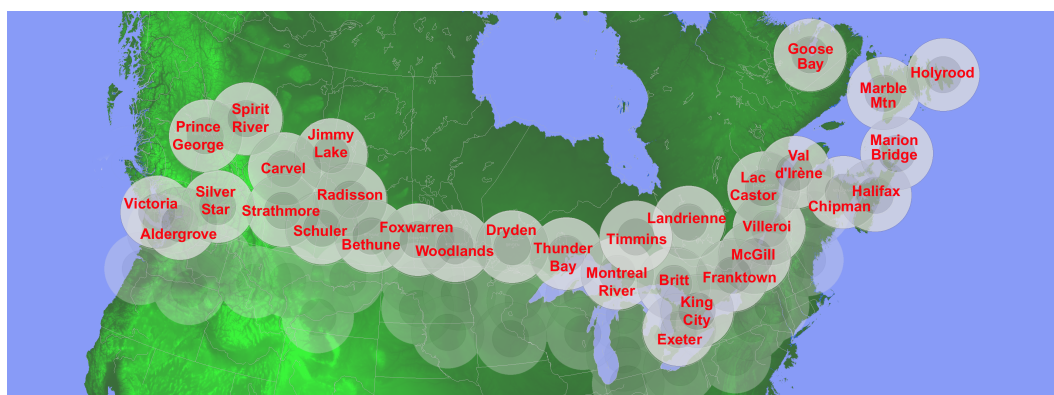 Goose
Bay
Holyrood
Marble
Mtn
Spirit
River
Prince
George
Jimmy
Lake
Marion
Bridge
Carvel
Val
d'Irène
Lac
Castor
Silver
Star
Radisson
Halifax
Victoria
Chipman
Strathmore
Landrienne
Villeroi
Aldergrove
Schuler
Foxwarren
Dryden
Bethune
Timmins
Woodlands
Thunder
Bay
McGill
Montreal
River
Britt
Franktown
King
City
Exeter